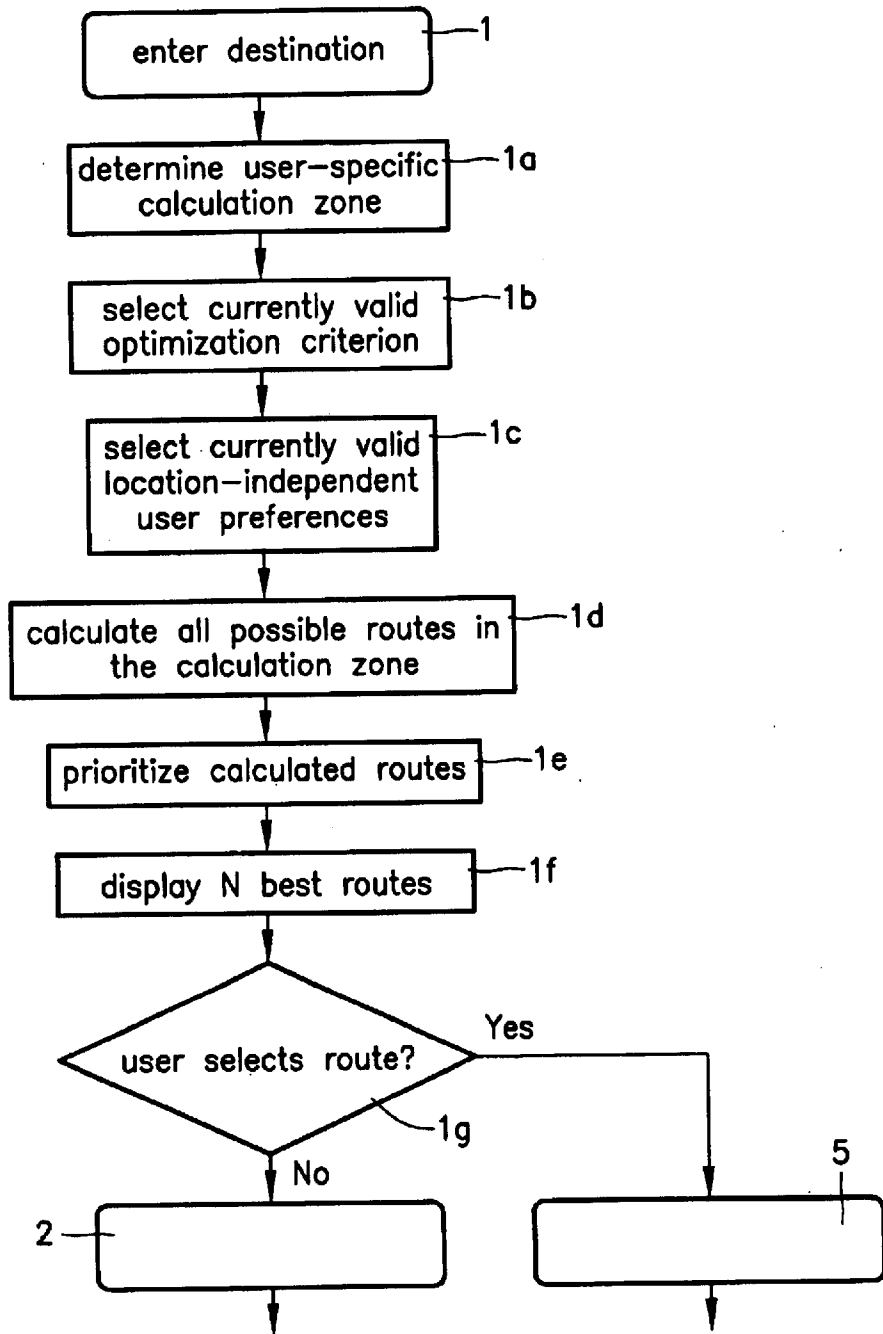 enter destination
1
determine user-specific
calculation zone
1a
select currently valid
optimization criterion
1b
select currently valid
location-independent
user preferences
1c
calculate all possible routes in
the calculation zone
1d
prioritize calculated routes
1e
display N best routes
1f
user selects route?
Yes
1g
No
2
5